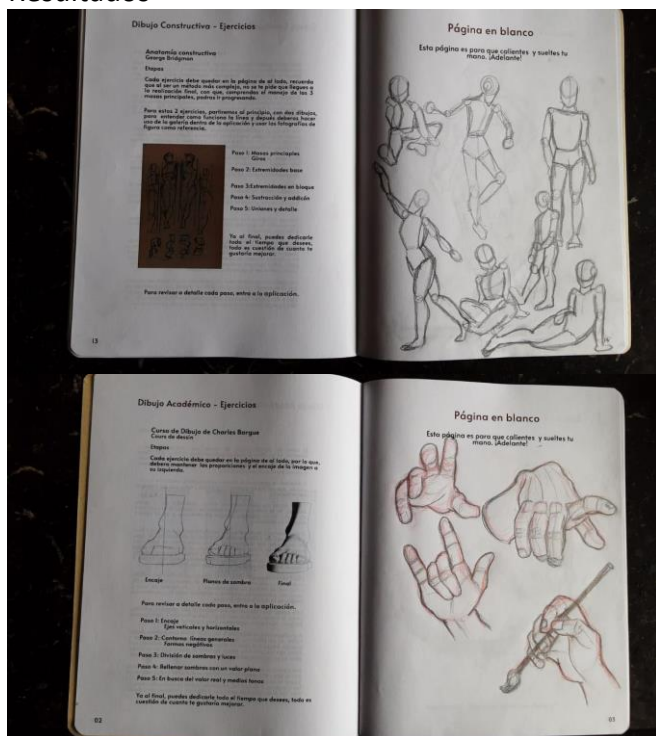 Resultados
Dibujo Constructiva - Ejercicios
Anatomía constructiva
George Bridgman
Etapas
Cada ejercicio debe quedar en la página de al lado, recuerda
que al ser un método más complejo, no se te pide que llegues a
la realización final, con que, comprendas el manejo de las 3
masas principales, podras ir progresando.
Para estos 2 ejercicios, partiremos al principio, con dos dibujos,
para entender como funciona la línea y depués deberas hacer
uso de la galería dentro de la aplicación y usar las fotografías de
figura como referencia.
Paso 1: Masas principales
Giros
Paso 2: Extremidades base
Paso 3:Extremidades en bloque
Paso 4: Sustracción y addición
Paso 5: Uniones y detalle
Ya al final, puedes dedicarle
todo el tiempo que desees,
todo es cuestión de cuanto te
gustaría mejorar.
Para revisar a detalle cada paso, entra a la aplicación.
13
Página en blanco
Esta página es para que calientes y sueltes tu
mano. ¡Adelante!
14
Dibujo Académico - Ejercicios
Curso de Dibujo de Charles Bargue
Cours de dessin
Etapas
Cada ejercicio debe quedar en la página de al lado, por lo que,
debera mantener las proporciones y el encaje de la imagen a
su izquierda.
Encaje
Planos de sombra
Final
Para revisar a detalle cada paso, entra a la aplicación.
Paso 1: Encaje
Ejes veticales y horizontales
Paso 2: Contorno líneas generales
Formas negátivas
Paso 3: División de sombras y luces
Paso 4: Rellenar sombras con un valor plano
Paso 5: En busca del valor real y medios tonos
Ya al final, puedes dedicarle todo el tiempo que desees, todo es
cuestión de cuanto te gustaría mejorar.
02
Página en blanco
Esta página es para que calientes y sueltes tu
mano. ¡Adelante!
03